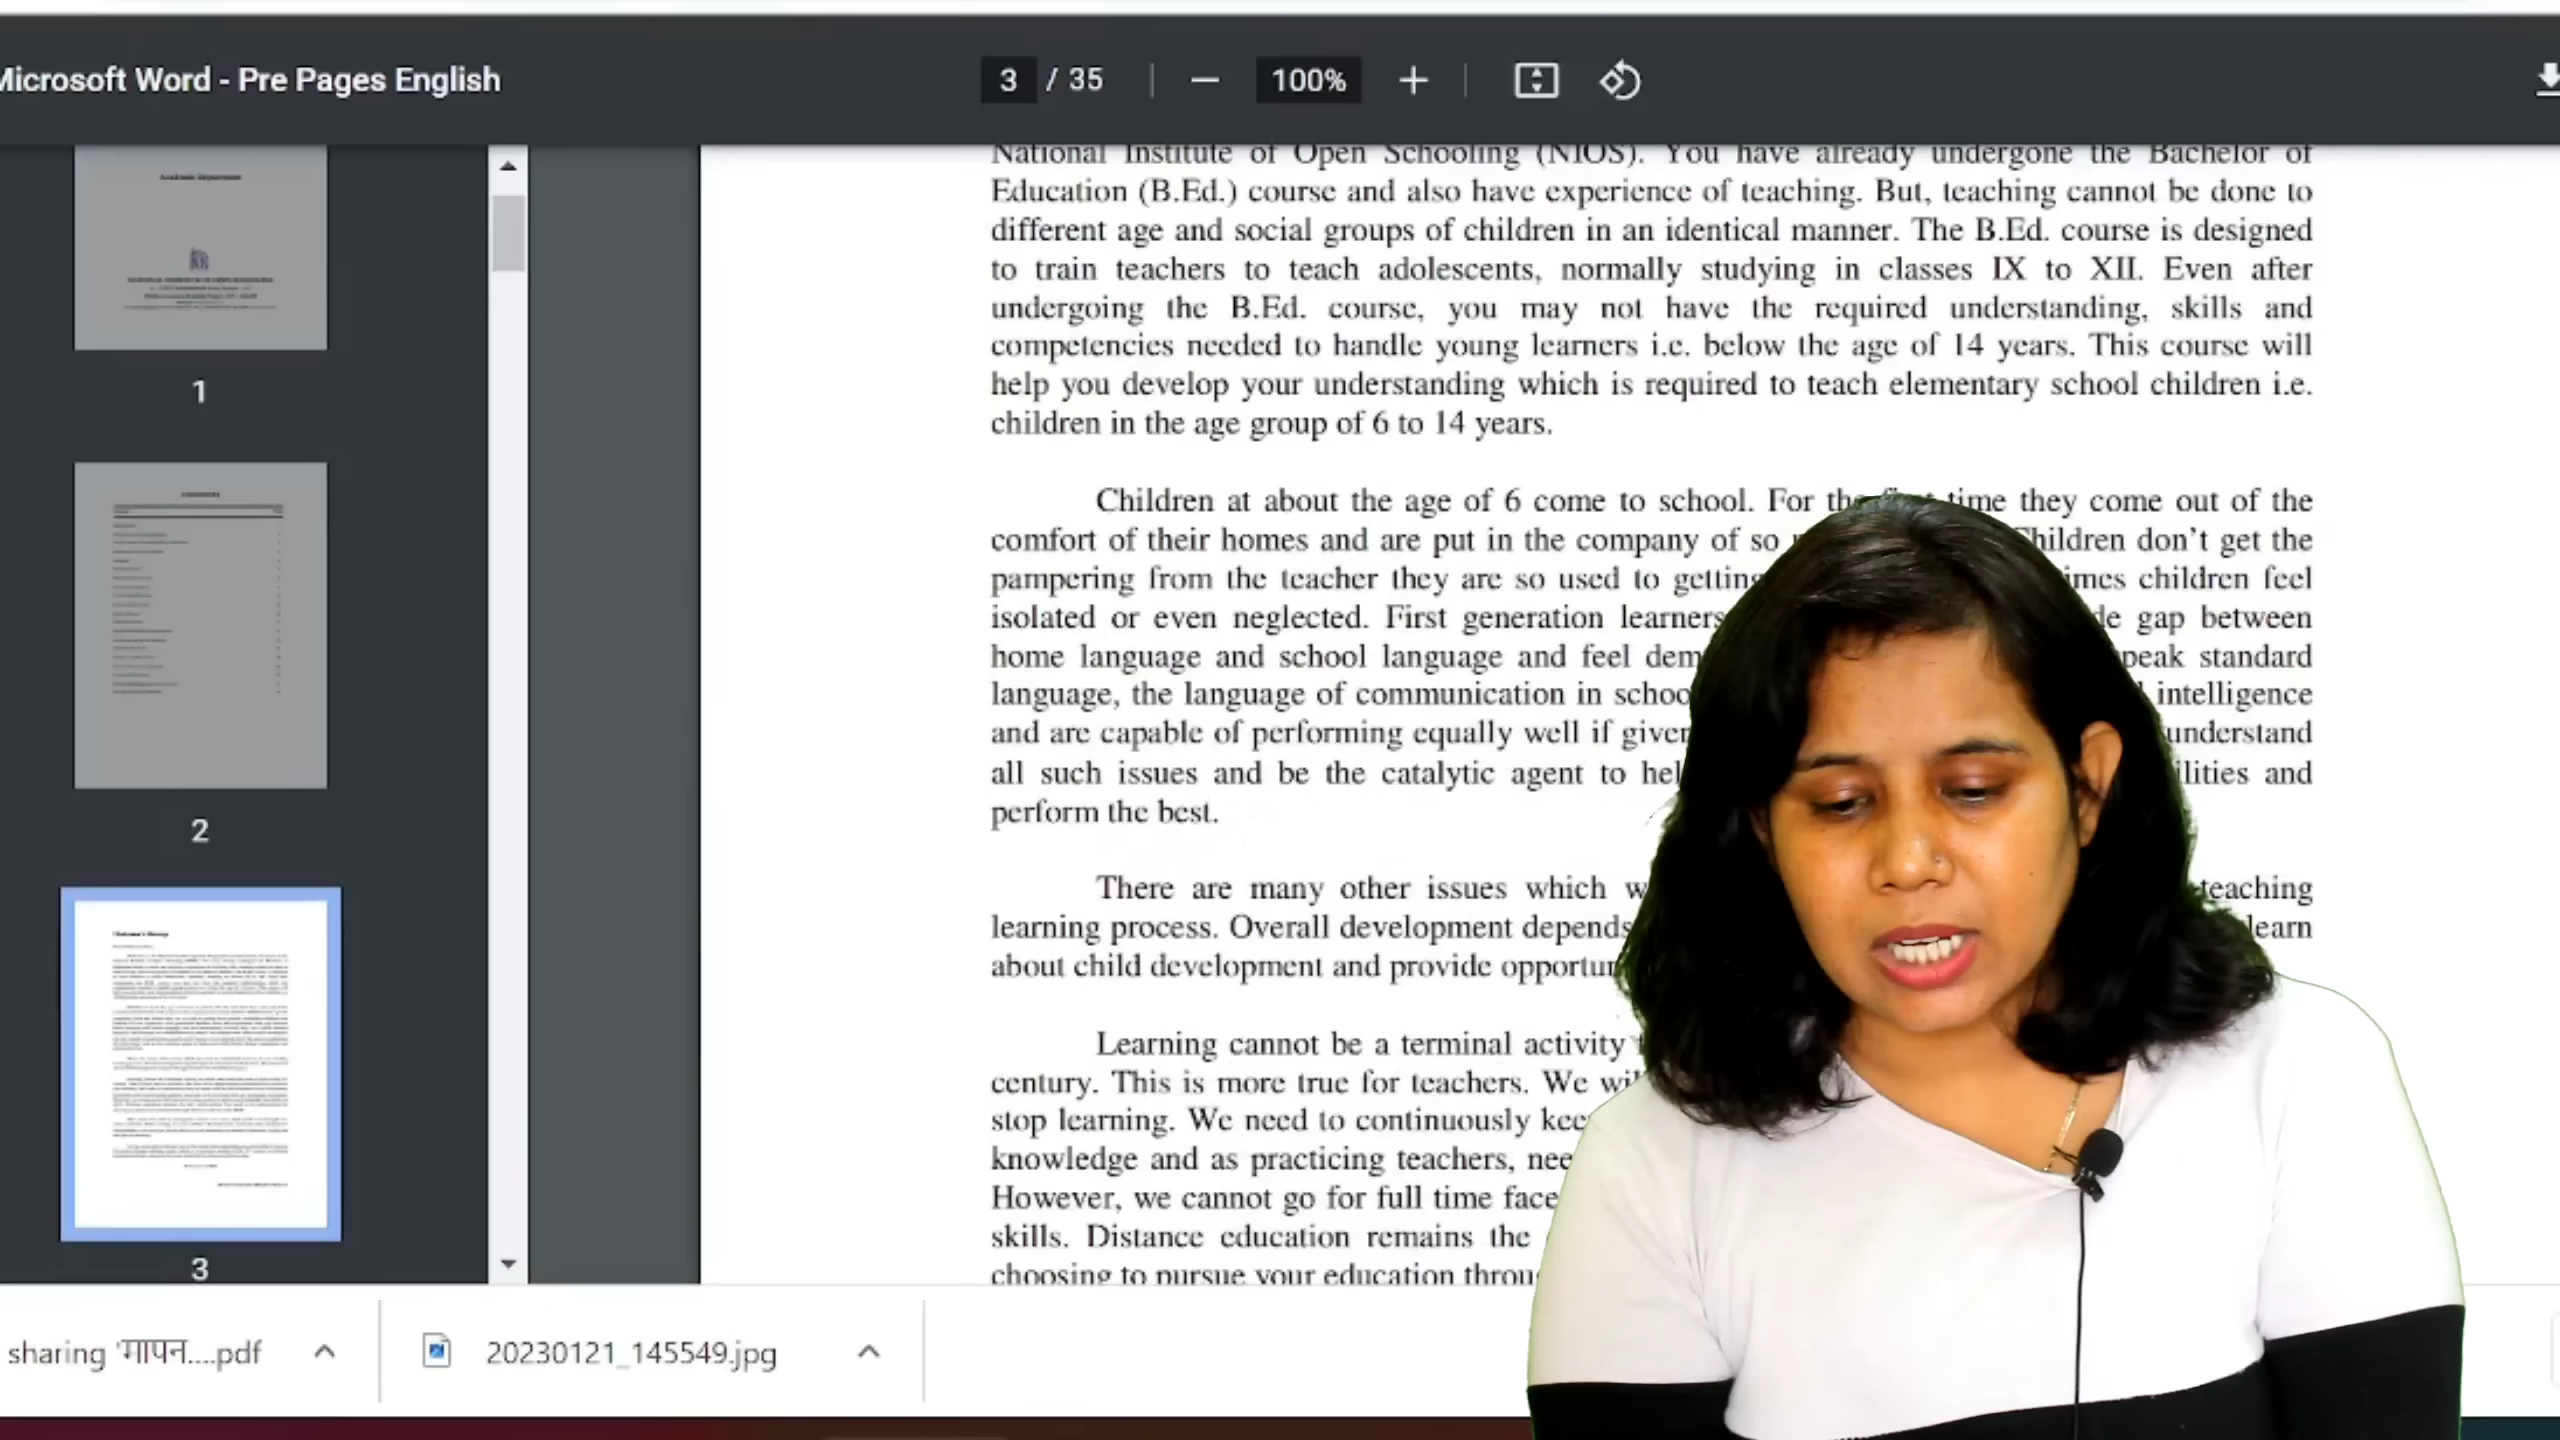 Microsoft Word - Pre Pages English
3 / 35
100%
1
2
3
National Institute of Open Schooling (NIOS). You have already undergone the Bachelor of
Education (B.Ed.) course and also have experience of teaching. But, teaching cannot be done to
different age and social groups of children in an identical manner. The B.Ed. course is designed
to train teachers to teach adolescents, normally studying in classes IX to XII. Even after
undergoing the B.Ed. course, you may not have the required understanding, skills and
competencies needed to handle young learners i.e. below the age of 14 years. This course will
help you develop your understanding which is required to teach elementary school children i.e.
children in the age group of 6 to 14 years.
Children at about the age of 6 come to school. For the first time they come out of the
comfort of their homes and are put in the company of so Children don't get the
pampering from the teacher they are so used to getting children feel
isolated or even neglected. First generation learners gap between
home language and school language and feel speak standard
language, the language of communication in intelligence
and are capable of performing equally well if given understand
all such issues and be the catalytic agent to and
perform the best.
There are many other issues which teaching
learning process. Overall development depends learn
about child development and provide
Learning cannot be a terminal activity
century. This is more true for teachers. We
stop learning. We need to continuously
knowledge and as practicing teachers,
However, we cannot go for full time face
skills. Distance education remains the
choosing to pursue your education
sharing 'मापन....pdf
20230121_145549.jpg